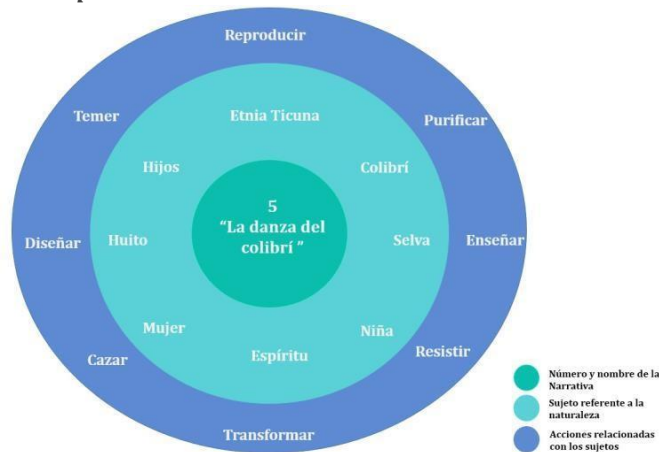 Reproducir
Temer
Purificar
Etnia Ticuna
Hijos
Colibrí
5
“La danza del
colibrí ”
Diseñar
Huito
Selva
Enseñar
Mujer
Niña
Cazar
Espíritu
Resistir
Transformar
Número y nombre de la
Narrativa
Sujeto referente a la
naturaleza
Acciones relacionadas
con los sujetos